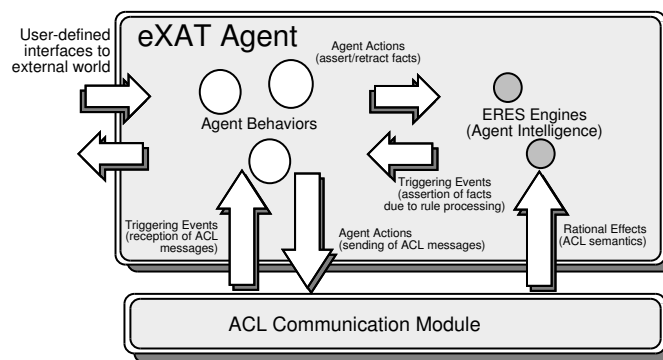 User-defined
interfaces to
external world
eXAT Agent
Agent Actions
(assert/retract facts)
Agent Behaviors
ERES Engines
(Agent Intelligence)
Triggering Events
(assertion of facts
due to rule processing)
Triggering Events
(reception of ACL
messages)
Agent Actions
(sending of ACL messages)
Rational Effects
(ACL semantics)
ACL Communication Module